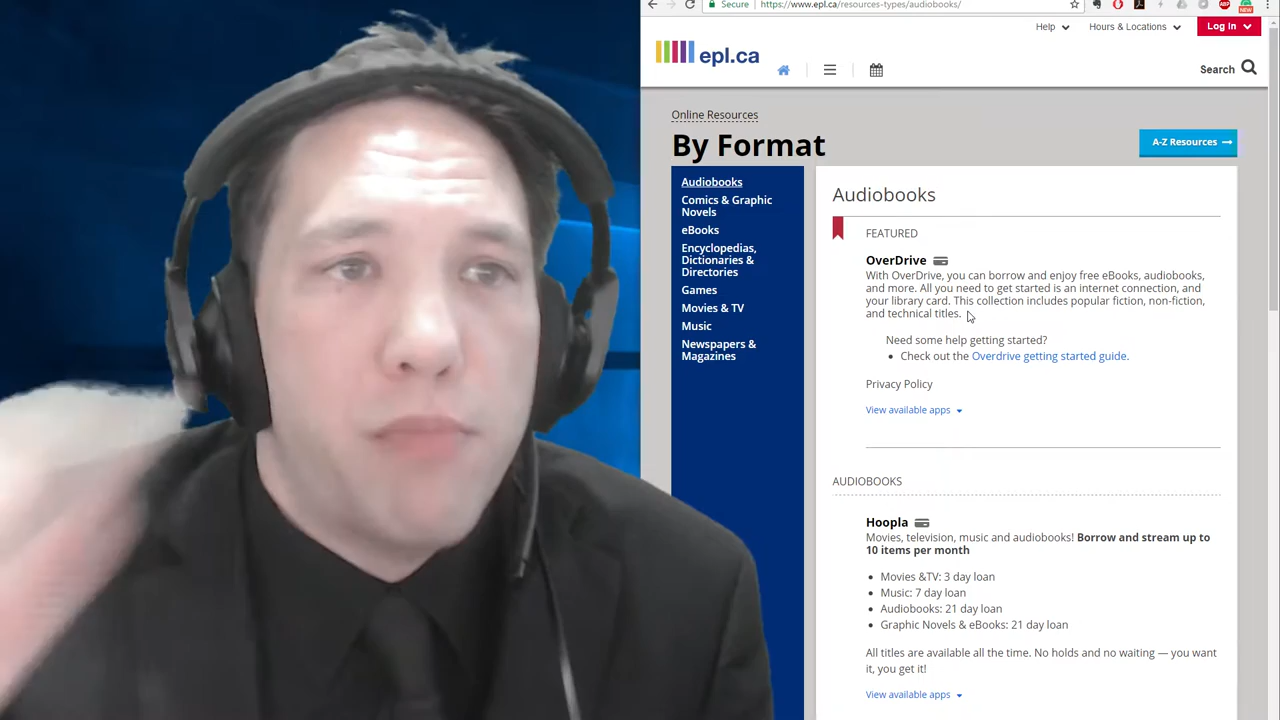 Secure
https://www.epl.ca/resources-types/audiobooks/
ABP
NEW
Help
Hours & Locations
Log in
epl.ca
Search
Online Resources
By Format
A-Z Resources
Audiobooks
Comics & Graphic
Novels
eBooks
Encyclopedias,
Dictionaries &
Directories
Games
Movies & TV
Music
Newspapers &
Magazines
Audiobooks
FEATURED
OverDrive
With OverDrive, you can borrow and enjoy free eBooks, audiobooks,
and more. All you need to get started is an internet connection, and
your library card. This collection includes popular fiction, non-fiction,
and technical titles.
Need some help getting started?
• Check out the Overdrive getting started guide.
Privacy Policy
View available apps
AUDIOBOOKS
Hoopla
Movies, television, music and audiobooks! Borrow and stream up to
10 items per month
• Movies &TV: 3 day loan
• Music: 7 day loan
• Audiobooks: 21 day loan
• Graphic Novels & eBooks: 21 day loan
All titles are available all the time. No holds and no waiting — you want
it, you get it!
View available apps